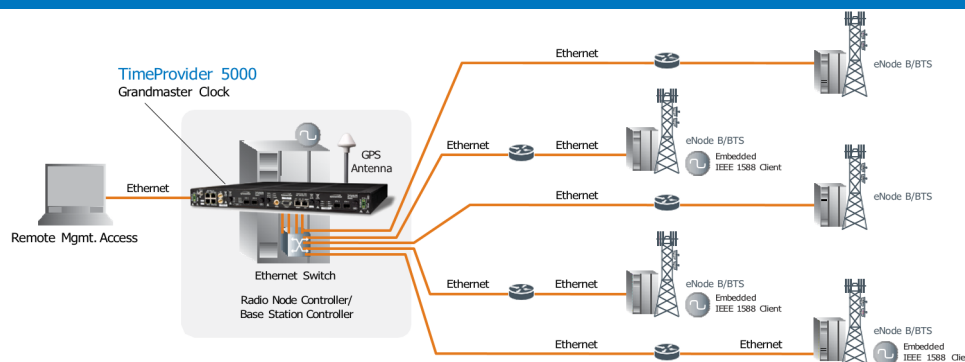 Ethernet
eNode B/BTS
TimeProvider 5000
Grandmaster Clock
GPS
Antenna
Ethernet
Ethernet
eNode B/BTS
Embedded
IEEE 1588 Client
Ethernet
Remote Mgmt. Access
Ethernet
eNode B/BTS
Ethernet Switch
Radio Node Controller/
Base Station Controller
Ethernet
Ethernet
eNode B/BTS
Embedded
IEEE 1588 Client
Ethernet
Ethernet
eNode B/BTS
Embedded
IEEE 1588 Clie